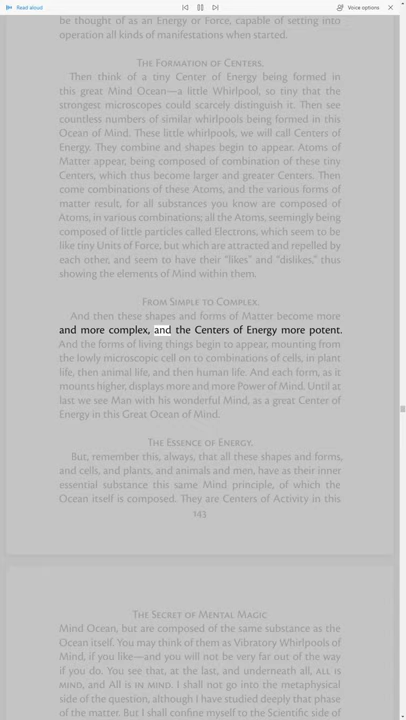 Read aloud
Voice options
be thought of as an Energy or Force, capable of setting into
operation all kinds of manifestations when started.
The Formation of Centers.
Then think of a tiny Center of Energy being formed in
this great Mind Ocean—a little Whirlpool, so tiny that the
strongest microscopes could scarcely distinguish it. Then see
countless numbers of similar whirlpools being formed in this
Ocean of Mind. These little whirlpools, we will call Centers of
Energy. They combine and shapes begin to appear. Atoms of
Matter appear, being composed of combination of these tiny
Centers, which thus become larger and greater Centers. Then
come combinations of these Atoms, and the various forms of
matter result, for all substances you know are composed of
Atoms, in various combinations; all the Atoms, seemingly being
composed of little particles called Electrons, which seem to be
like tiny Units of Force, but which are attracted and repelled by
each other, and seem to have their “likes” and “dislikes,” thus
showing the elements of Mind within them.
From Simple to Complex.
And then these shapes and forms of Matter become more
and more complex, and the Centers of Energy more potent.
And the forms of living things begin to appear, mounting from
the lowly microscopic cell on to combinations of cells, in plant
life, then animal life, and then human life. And each form, as it
mounts higher, displays more and more Power of Mind. Until at
last we see Man with his wonderful Mind, as a great Center of
Energy in this Great Ocean of Mind.
The Essence of Energy.
But, remember this, always, that all these shapes and forms,
and cells, and plants, and animals and men, have as their inner
essential substance this same Mind principle, of which the
Ocean itself is composed. They are Centers of Activity in this
143
The Secret of Mental Magic
Mind Ocean, but are composed of the same substance as the
Ocean itself. You may think of them as Vibratory Whirlpools of
Mind, if you like—and you will not be very far out of the way
if you do. You see that, at the last, and underneath all, all is
mind, and All is in mind. I shall not go into the metaphysical
side of the question, although I have studied deeply that phase
of the matter. But I shall confine myself to the Scientific side of